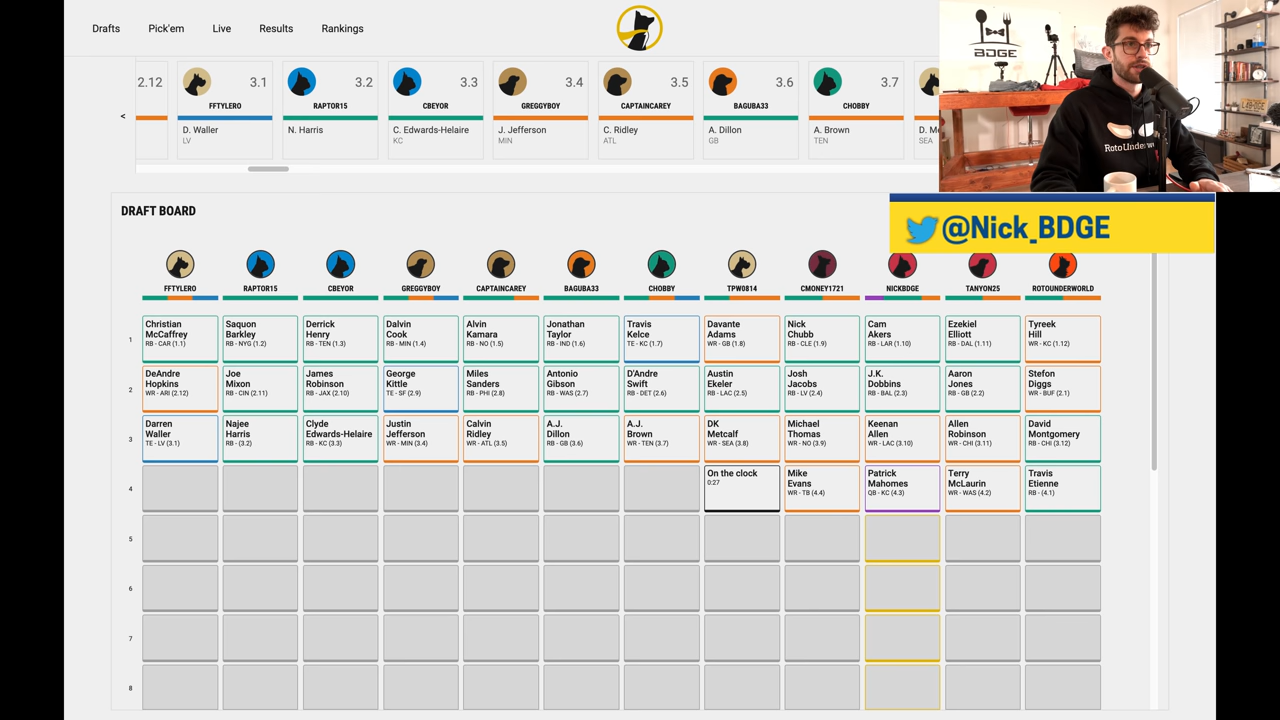 Drafts
Pick'em
Live
Results
Rankings
BDGE
<
2.12
3.1
FFTYLERO
D. Waller
LV
3.2
RAPTOR15
N. Harris
3.3
CBEYOR
C. Edwards-Helaire
KC
3.4
GREGGYBOY
J. Jefferson
MIN
3.5
CAPTAINCAREY
C. Ridley
ATL
3.6
BAGUBA33
A. Dillon
GB
3.7
CHOBBY
A. Brown
TEN
SEA
DRAFT BOARD
@Nick_BDGE
FFTYLERO
RAPTOR15
CBEYOR
GREGGYBOY
CAPTAINCAREY
BAGUBA33
CHOBBY
TPW0814
CMONEY1721
NICKBDGE
TANYON25
ROTOUNDERWORLD
1
Christian
McCaffrey
RB - CAR (1.1)
Saquon
Barkley
RB - NYG (1.2)
Derrick
Henry
RB - TEN (1.3)
Dalvin
Cook
RB - MIN (1.4)
Alvin
Kamara
RB - NO (1.5)
Jonathan
Taylor
RB - IND (1.6)
Travis
Kelce
TE - KC (1.7)
Davante
Adams
WR - GB (1.8)
Nick
Chubb
RB - CLE (1.9)
Cam
Akers
RB - LAR (1.10)
Ezekiel
Elliott
RB - DAL (1.11)
Tyreek
Hill
WR - KC (1.12)
2
DeAndre
Hopkins
WR - ARI (2.12)
Joe
Mixon
RB - CIN (2.11)
James
Robinson
RB - JAX (2.10)
George
Kittle
TE - SF (2.9)
Miles
Sanders
RB - PHI (2.8)
Antonio
Gibson
RB - WAS (2.7)
D'Andre
Swift
RB - DET (2.6)
Austin
Ekeler
RB - LAC (2.5)
Josh
Jacobs
RB - LV (2.4)
J.K.
Dobbins
RB - BAL (2.3)
Aaron
Jones
RB - GB (2.2)
Stefon
Diggs
WR - BUF (2.1)
3
Darren
Waller
TE - LV (3.1)
Najee
Harris
RB - (3.2)
Clyde
Edwards-Helaire
RB - KC (3.3)
Justin
Jefferson
WR - MIN (3.4)
Calvin
Ridley
WR - ATL (3.5)
A.J.
Dillon
RB - GB (3.6)
A.J.
Brown
WR - TEN (3.7)
DK
Metcalf
WR - SEA (3.8)
Michael
Thomas
WR - NO (3.9)
Keenan
Allen
WR - LAC (3.10)
Allen
Robinson
WR - CHI (3.11)
David
Montgomery
RB - CHI (3.12)
4
On the clock
0:27
Mike
Evans
WR - TB (4.4)
Patrick
Mahomes
QB - KC (4.3)
Terry
McLaurin
WR - WAS (4.2)
Travis
Etienne
RB - (4.1)
5
6
7
8